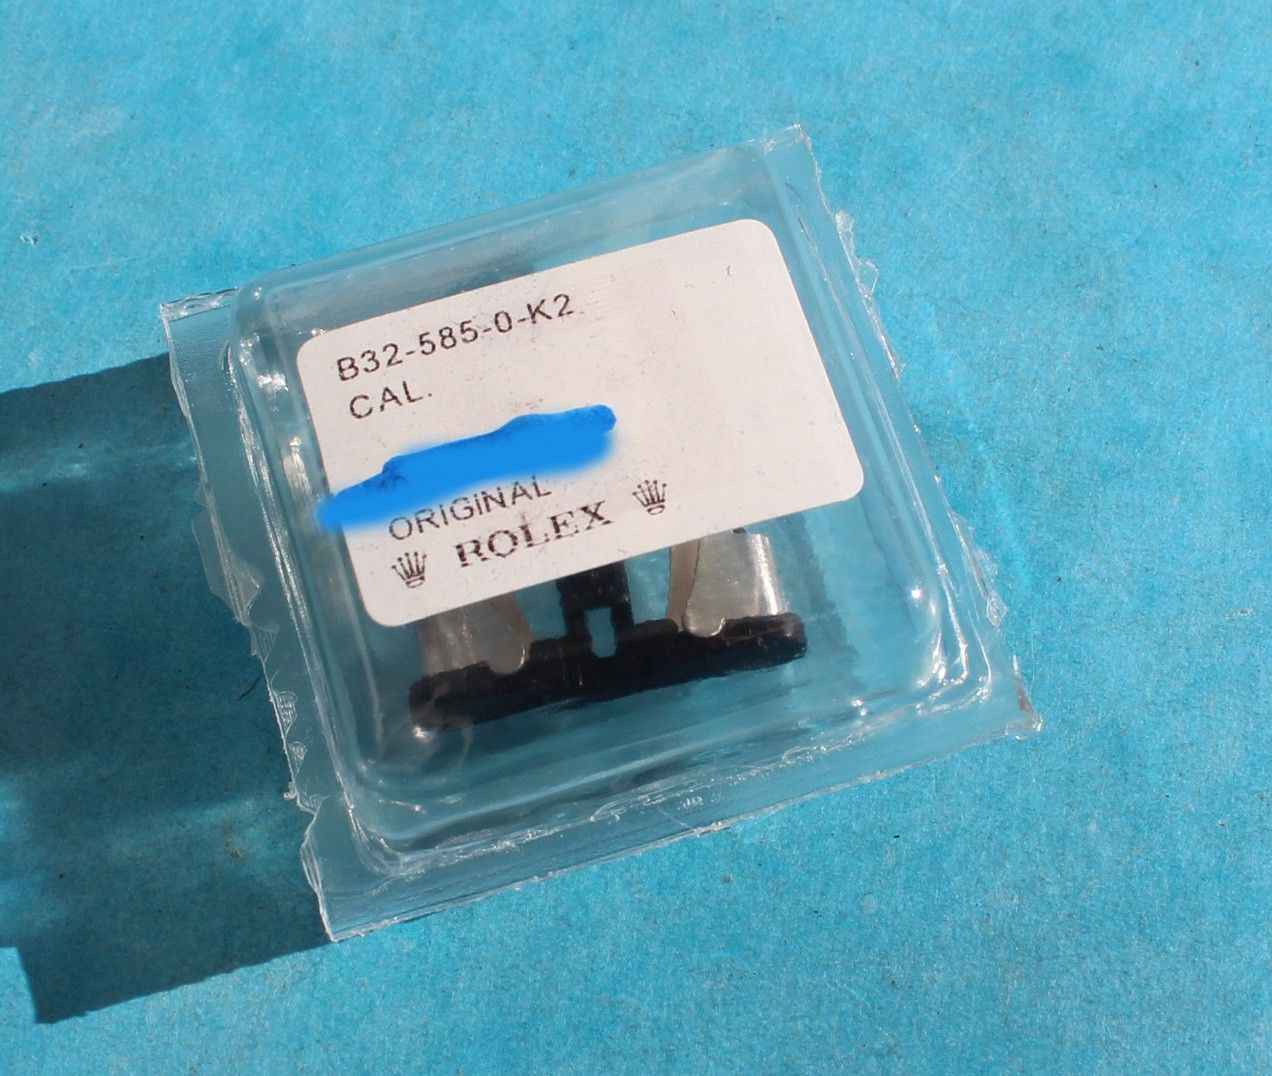 B32-585-0-K2
CAL.
ORIGINAL
ROLEX